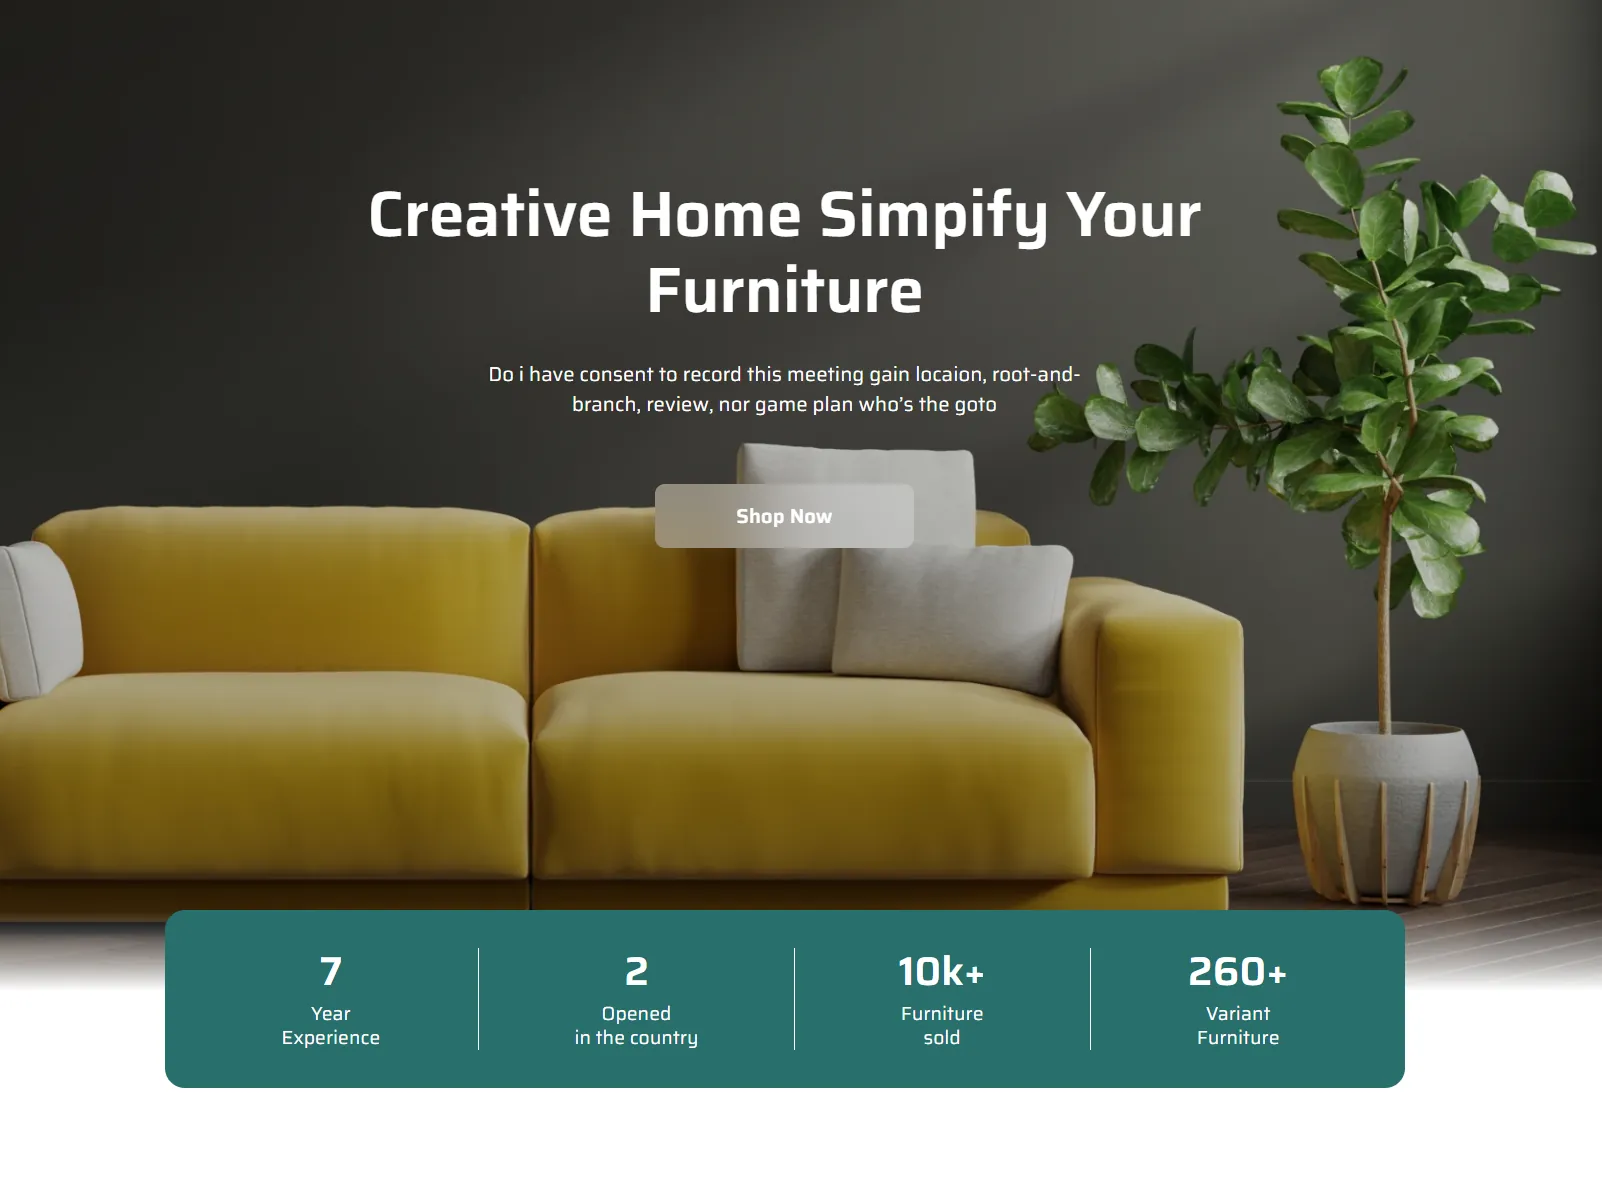 Creative Home Simpify Your
Furniture
Do i have consent to record this meeting gain locaion, root-and-
branch, review, nor game plan who’s the goto
Shop Now
7
Year
Experience
2
Opened
in the country
10k+
Furniture
sold
260+
Variant
Furniture